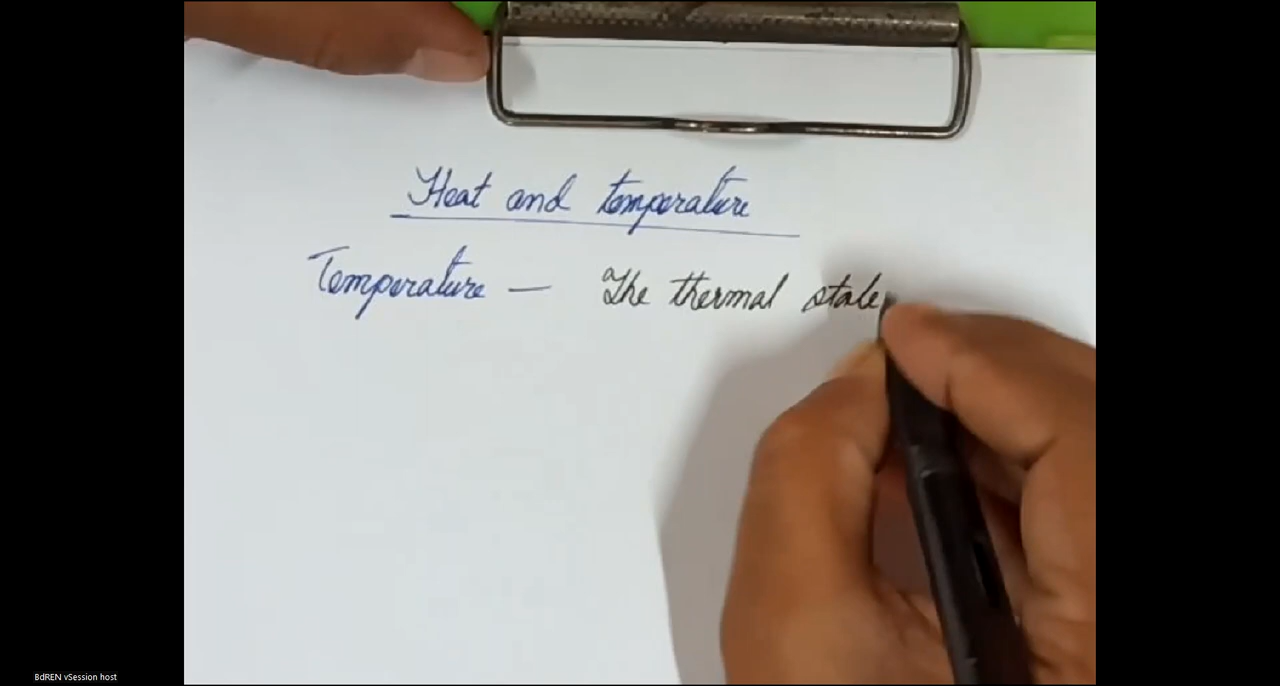 Heat and temperature
Temperature — The thermal state
BdREN vSession host